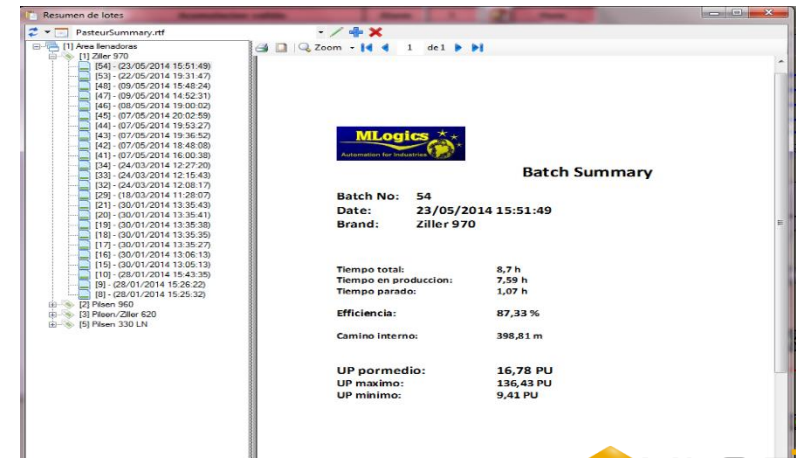 Resumen de lotes
PasteurSummary.rtf
[1] Area llenadoras
[1] Ziller 970
[54] - (23/05/2014 15:51:49)
[53] - (22/05/2014 19:31:47)
[48] - (09/05/2014 15:48:24)
[47] - (09/05/2014 14:52:31)
[46] - (08/05/2014 19:00:02)
[45] - (07/05/2014 20:02:59)
[44] - (07/05/2014 19:53:27)
[43] - (07/05/2014 19:36:52)
[42] - (07/05/2014 18:48:08)
[41] - (07/05/2014 16:00:38)
[34] - (24/03/2014 12:27:20)
[33] - (24/03/2014 12:15:43)
[32] - (24/03/2014 12:08:17)
[29] - (18/03/2014 11:28:07)
[21] - (30/01/2014 13:35:43)
[20] - (30/01/2014 13:35:41)
[19] - (30/01/2014 13:35:38)
[18] - (30/01/2014 13:35:35)
[17] - (30/01/2014 13:35:27)
[16] - (30/01/2014 13:06:13)
[15] - (30/01/2014 13:05:13)
[10] - (28/01/2014 15:43:35)
[9] - (28/01/2014 15:26:22)
[8] - (28/01/2014 15:25:32)
[2] Pilsen 960
[3] Pilsen/Ziller 620
[5] Pilsen 330 LN
Zoom 1 de 1
MLogics
Automation for Industries
Batch Summary
Batch No: 54
Date: 23/05/2014 15:51:49
Brand: Ziller 970
Tiempo total: 8,7 h
Tiempo en produccion: 7,59 h
Tiempo parado: 1,07 h
Efficiencia: 87,33 %
Camino interno: 398,81 m
UP pormedio: 16,78 PU
UP maximo: 136,43 PU
UP minimo: 9,41 PU